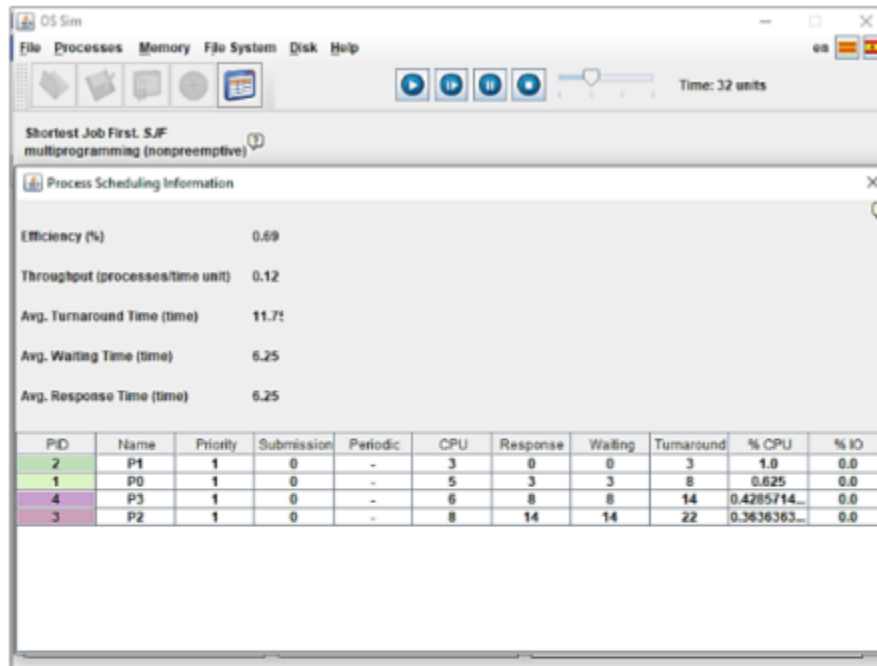 OS Sim
File Processes Memory File System Disk Help en
Time: 32 units
Shortest Job First. SJF
multiprogramming (nonpreemptive)
Process Scheduling Information
Efficiency (%) 0.69
Throughput (processes/time unit) 0.12
Avg. Turnaround Time (time) 11.75
Avg. Waiting Time (time) 6.25
Avg. Response Time (time) 6.25
PID Name Priority Submission Periodic CPU Response Waiting Turnaround % CPU % IO
2 P1 1 0 - 3 0 0 3 1.0 0.0
1 P0 1 0 - 5 3 3 8 0.625 0.0
4 P3 1 0 - 6 8 8 14 0.4285714... 0.0
3 P2 1 0 - 8 14 14 22 0.3636363... 0.0